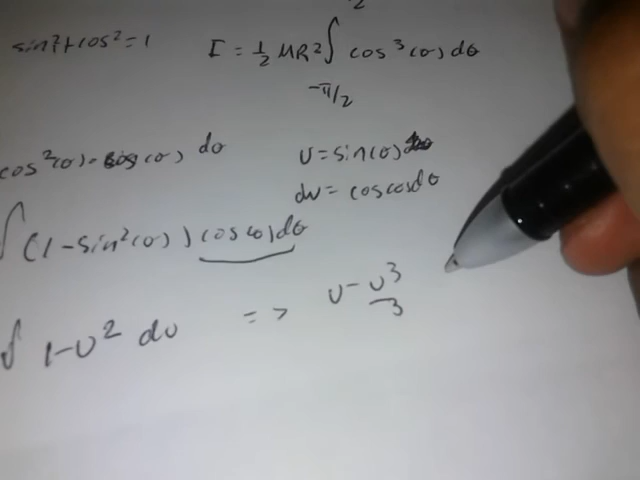 sin²+cos²=1
I = 1/2 MR² ∫ cos³(θ) dθ
-π/2
cos²(θ) · cos(θ) dθ
u = sin(θ)
du = cos(θ)dθ
∫ (1-sin²(θ)) cos(θ)dθ
∫ 1-u² du => u - u³/3